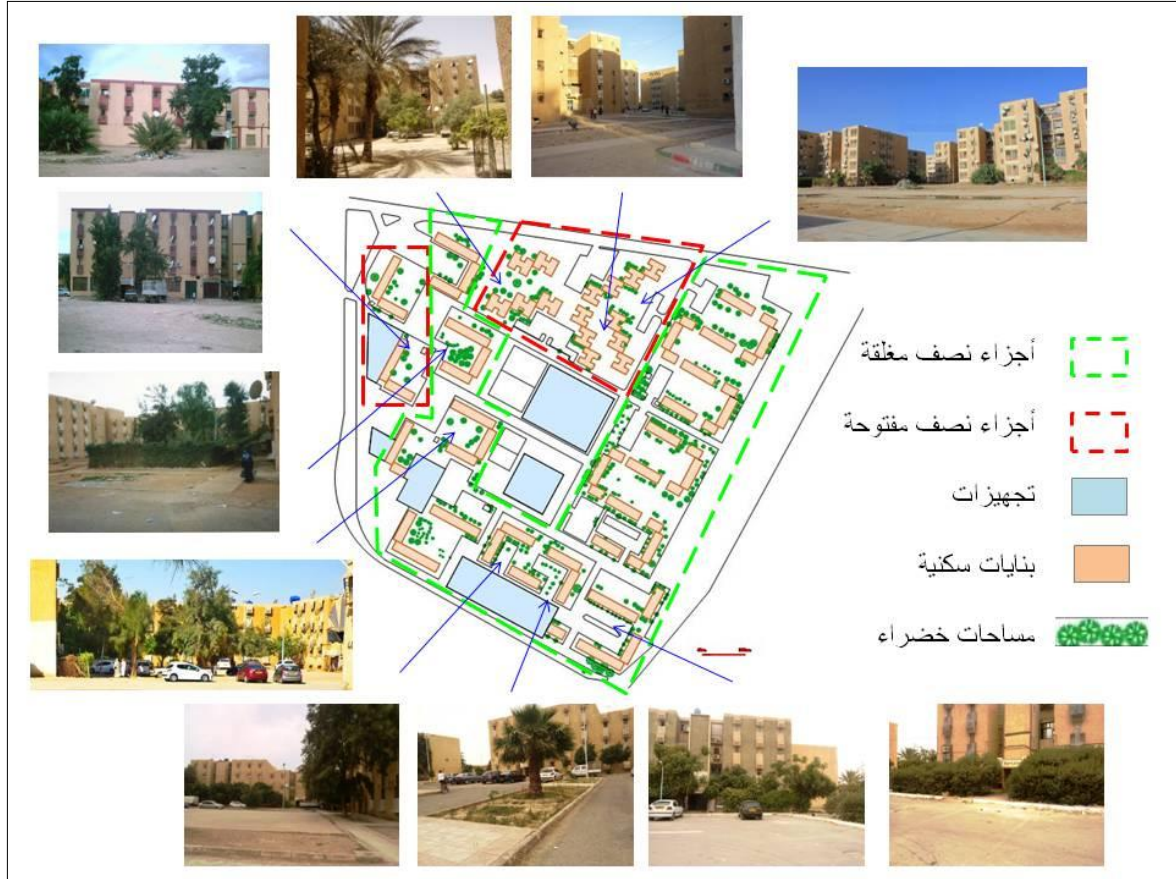 أجزاء نصف مغلقة
أجزاء نصف مفتوحة
تجهيزات
بنايات سكنية
مساحات خضراء